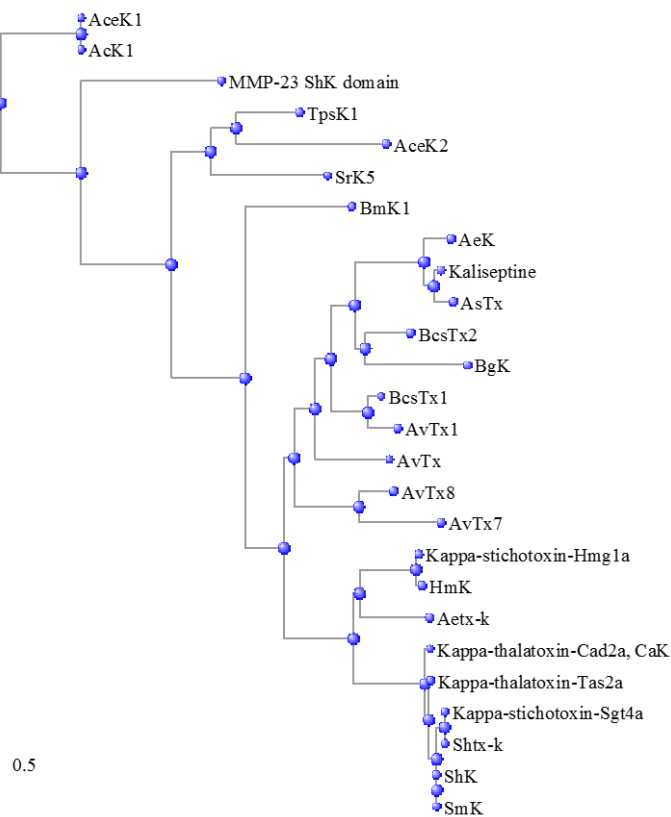 AceK1
AcK1
MMP-23 ShK domain
TpsK1
AceK2
SrK5
BmK1
AeK
Kaliseptine
AsTx
BcsTx2
BgK
BcsTx1
AvTx1
AvTx
AvTx8
AvTx7
Kappa-stichotoxin-Hmg1a
HmK
Aetx-k
Kappa-thalatoxin-Cad2a, CaK
Kappa-thalatoxin-Tas2a
Kappa-stichotoxin-Sgt4a
Shtx-k
0.5
ShK
SmK